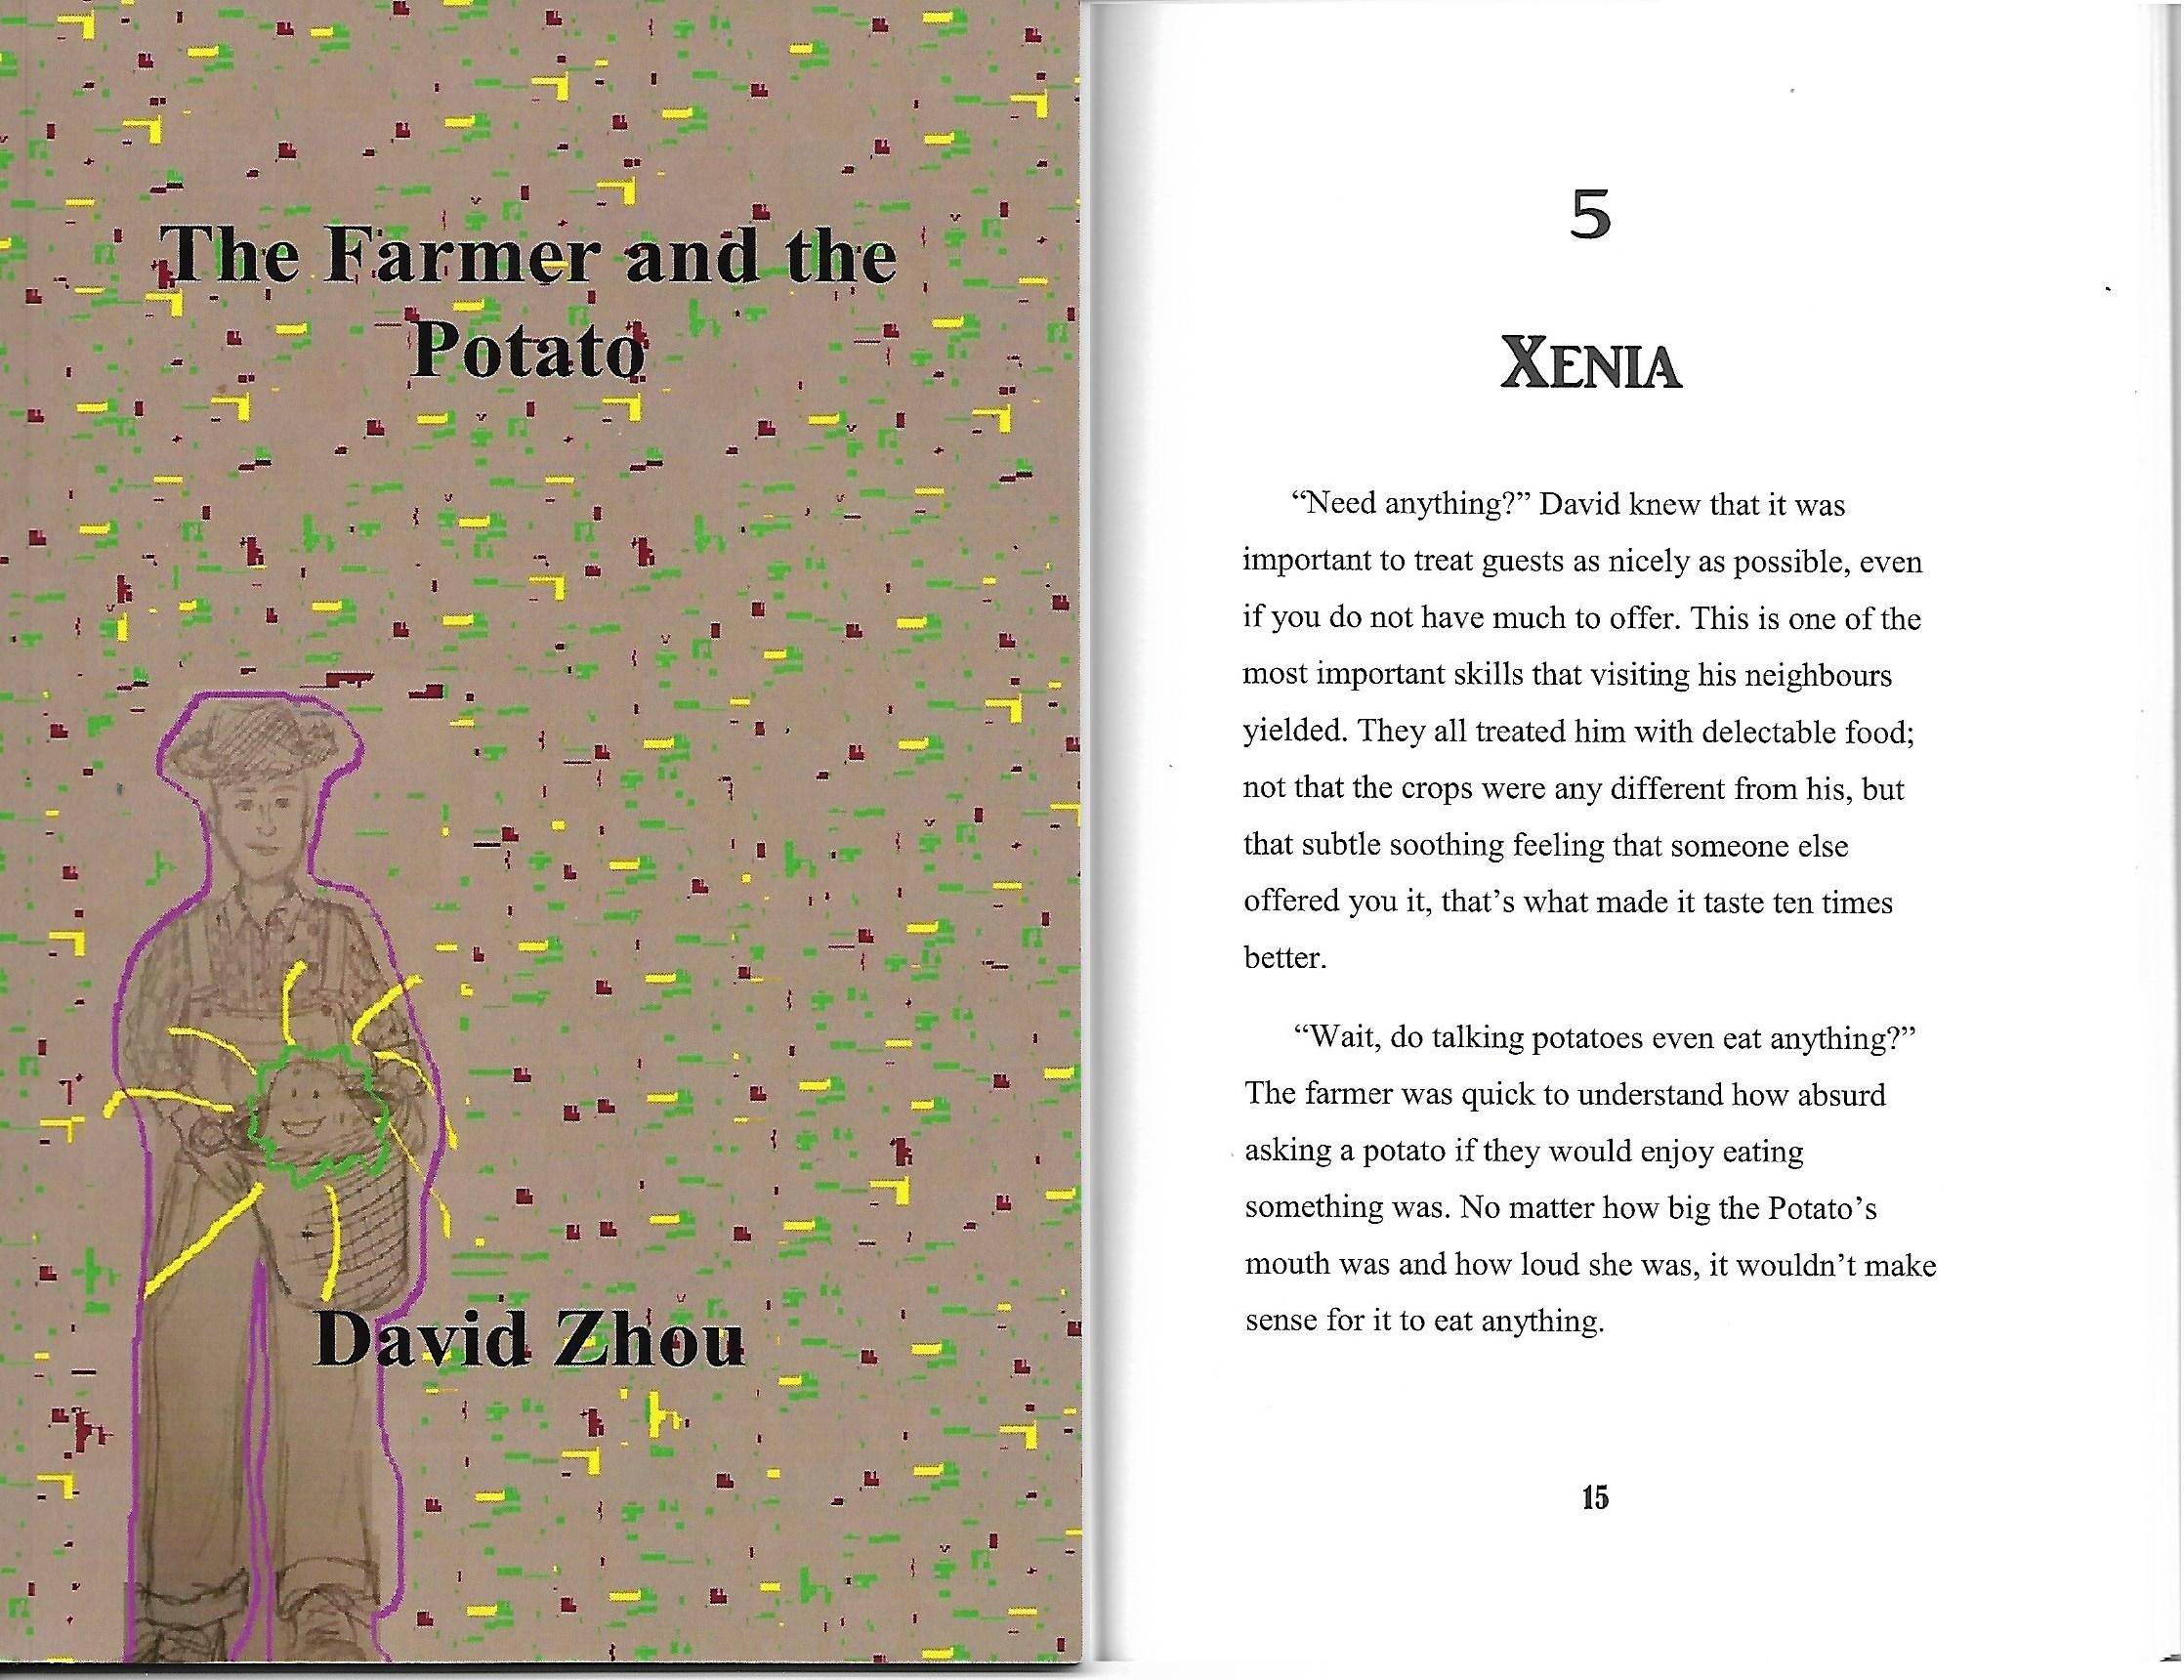 The Farmer and the
Potato
David Zhou
5
XENIA
“Need anything?” David knew that it was
important to treat guests as nicely as possible, even
if you do not have much to offer. This is one of the
most important skills that visiting his neighbours
yielded. They all treated him with delectable food;
not that the crops were any different from his, but
that subtle soothing feeling that someone else
offered you it, that’s what made it taste ten times
better.
“Wait, do talking potatoes even eat anything?”
The farmer was quick to understand how absurd
asking a potato if they would enjoy eating
something was. No matter how big the Potato’s
mouth was and how loud she was, it wouldn’t make
sense for it to eat anything.
15